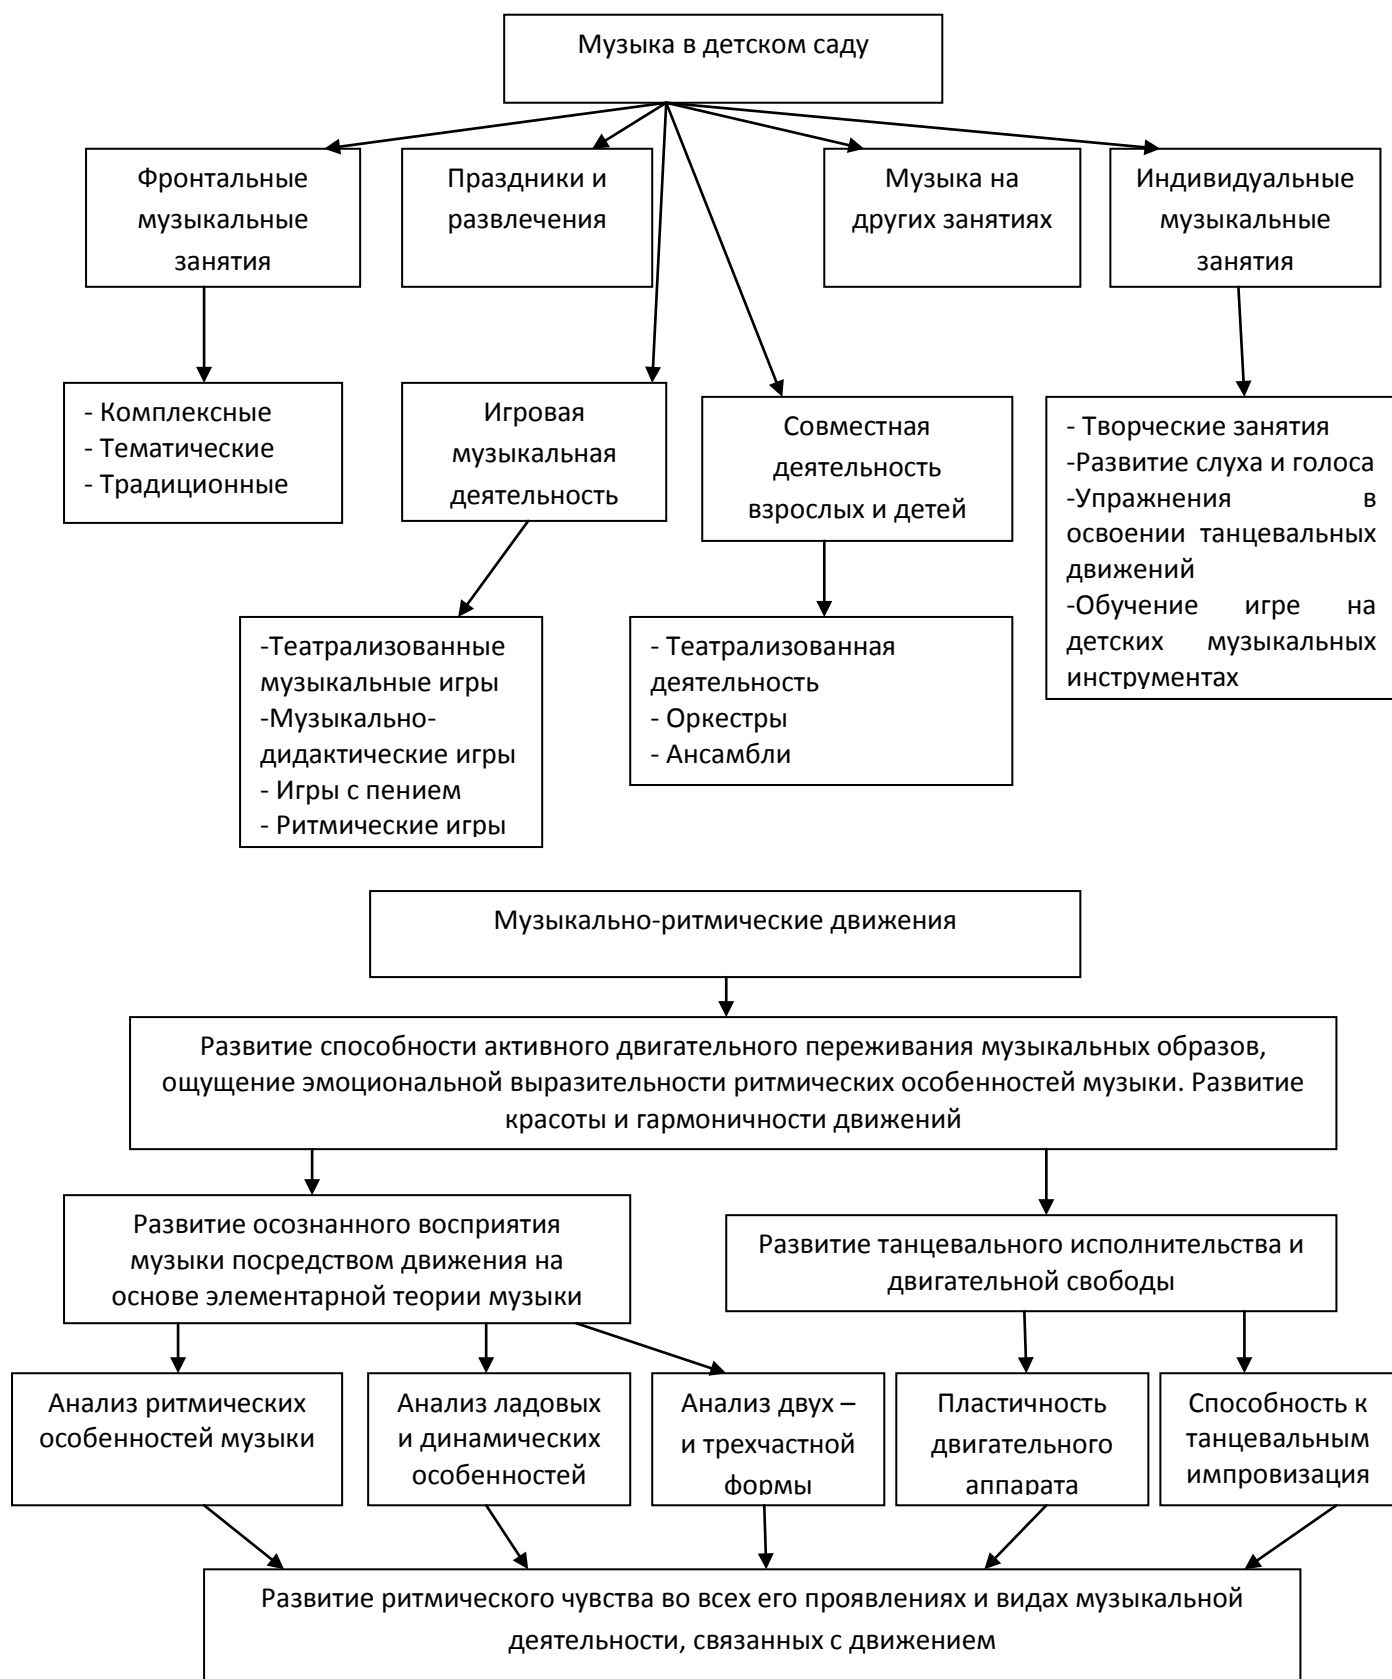 Музыка в детском саду
Фронтальные
музыкальные
занятия
Праздники и
развлечения
Музыка на
других занятиях
Индивидуальные
музыкальные
занятия
- Комплексные
- Тематические
- Традиционные
Игровая
музыкальная
деятельность
Совместная
деятельность
взрослых и детей
- Творческие занятия
-Развитие слуха и голоса
-Упражнения в
освоении танцевальных
движений
-Обучение игре на
детских музыкальных
инструментах
-Театрализованные
музыкальные игры
-Музыкально-
дидактические игры
- Игры с пением
- Ритмические игры
- Театрализованная
деятельность
- Оркестры
- Ансамбли
Музыкально-ритмические движения
Развитие способности активного двигательного переживания музыкальных образов,
ощущение эмоциональной выразительности ритмических особенностей музыки. Развитие
красоты и гармоничности движений
Развитие осознанного восприятия
музыки посредством движения на
основе элементарной теории музыки
Развитие танцевального исполнительства и
двигательной свободы
Анализ ритмических
особенностей музыки
Анализ ладовых
и динамических
особенностей
Анализ двух –
и трехчастной
формы
Пластичность
двигательного
аппарата
Способность к
танцевальным
импровизация
Развитие ритмического чувства во всех его проявлениях и видах музыкальной
деятельности, связанных с движением